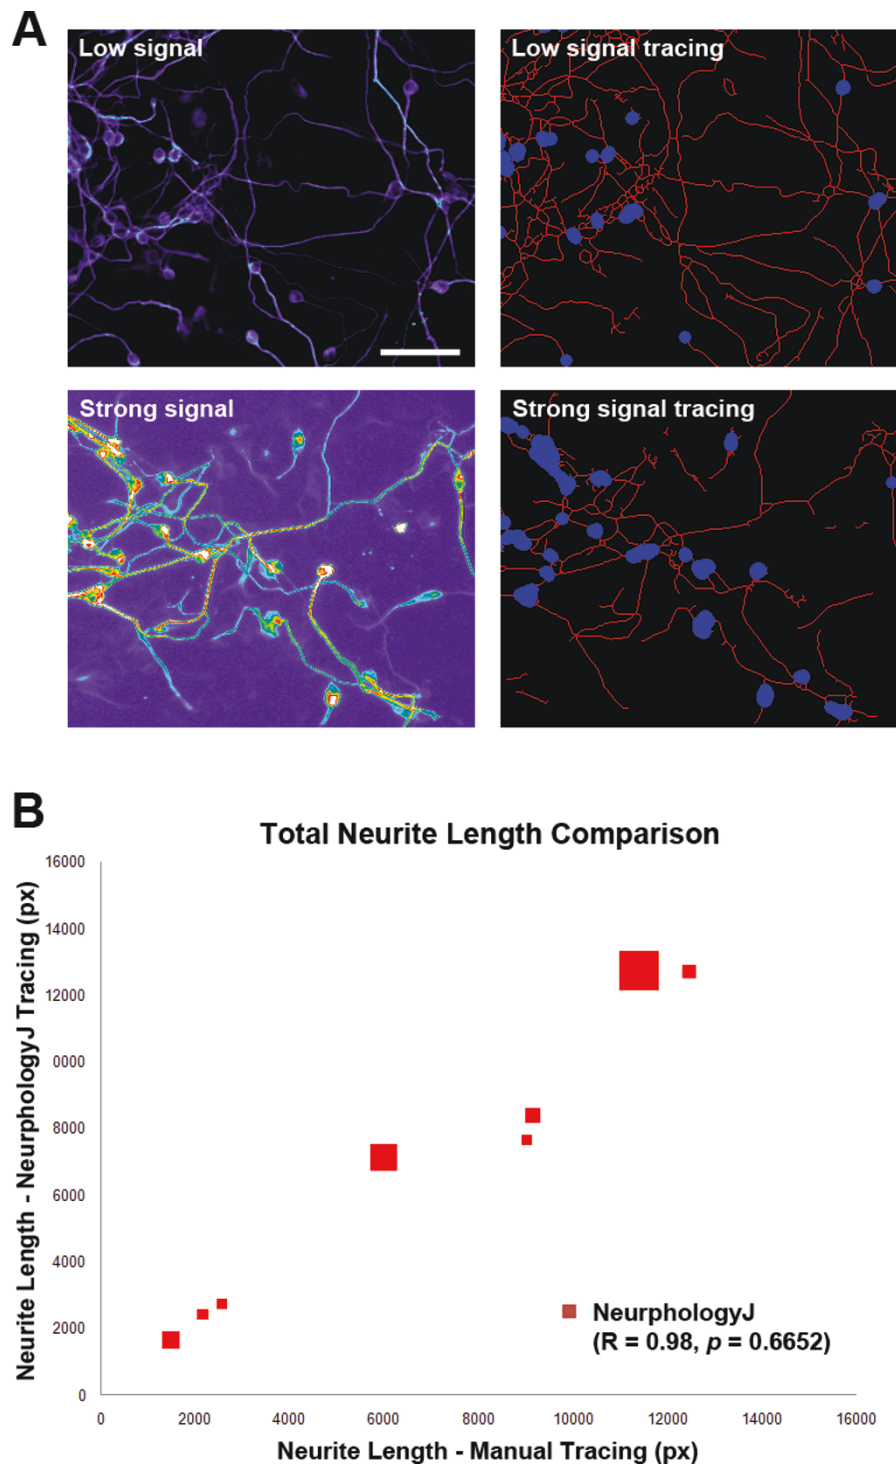 A
Low signal
Low signal tracing
Strong signal
Strong signal tracing
B
Total Neurite Length Comparison
Neurite Length - NeurphologyJ Tracing (px)
16000
14000
12000
0000
8000
6000
4000
2000
0
NeurphologyJ
(R = 0.98, p = 0.6652)
0 2000 4000 6000 8000 10000 12000 14000 16000
Neurite Length - Manual Tracing (px)